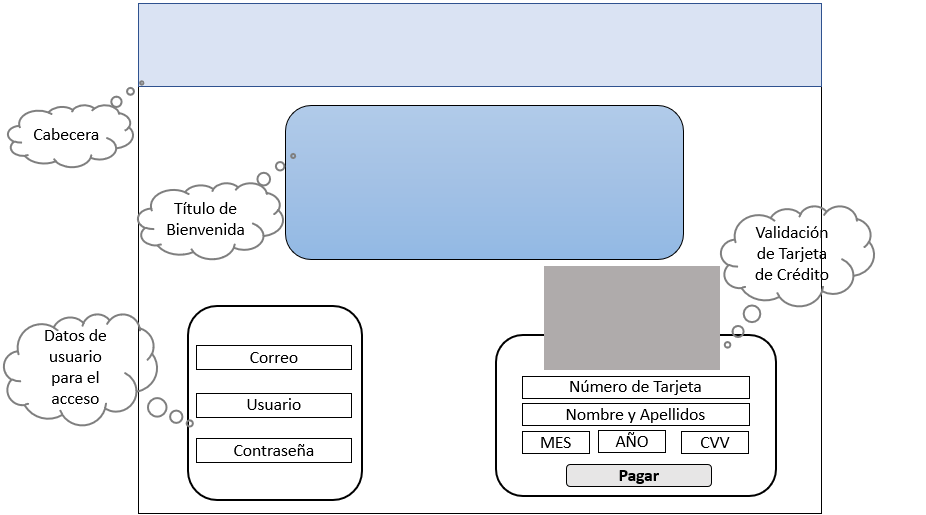 Cabecera
Título de
Bienvenida
Validación
de Tarjeta
de Crédito
Datos de
usuario
para el
acceso
Correo
Usuario
Contraseña
Número de Tarjeta
Nombre y Apellidos
MES AÑO CVV
Pagar